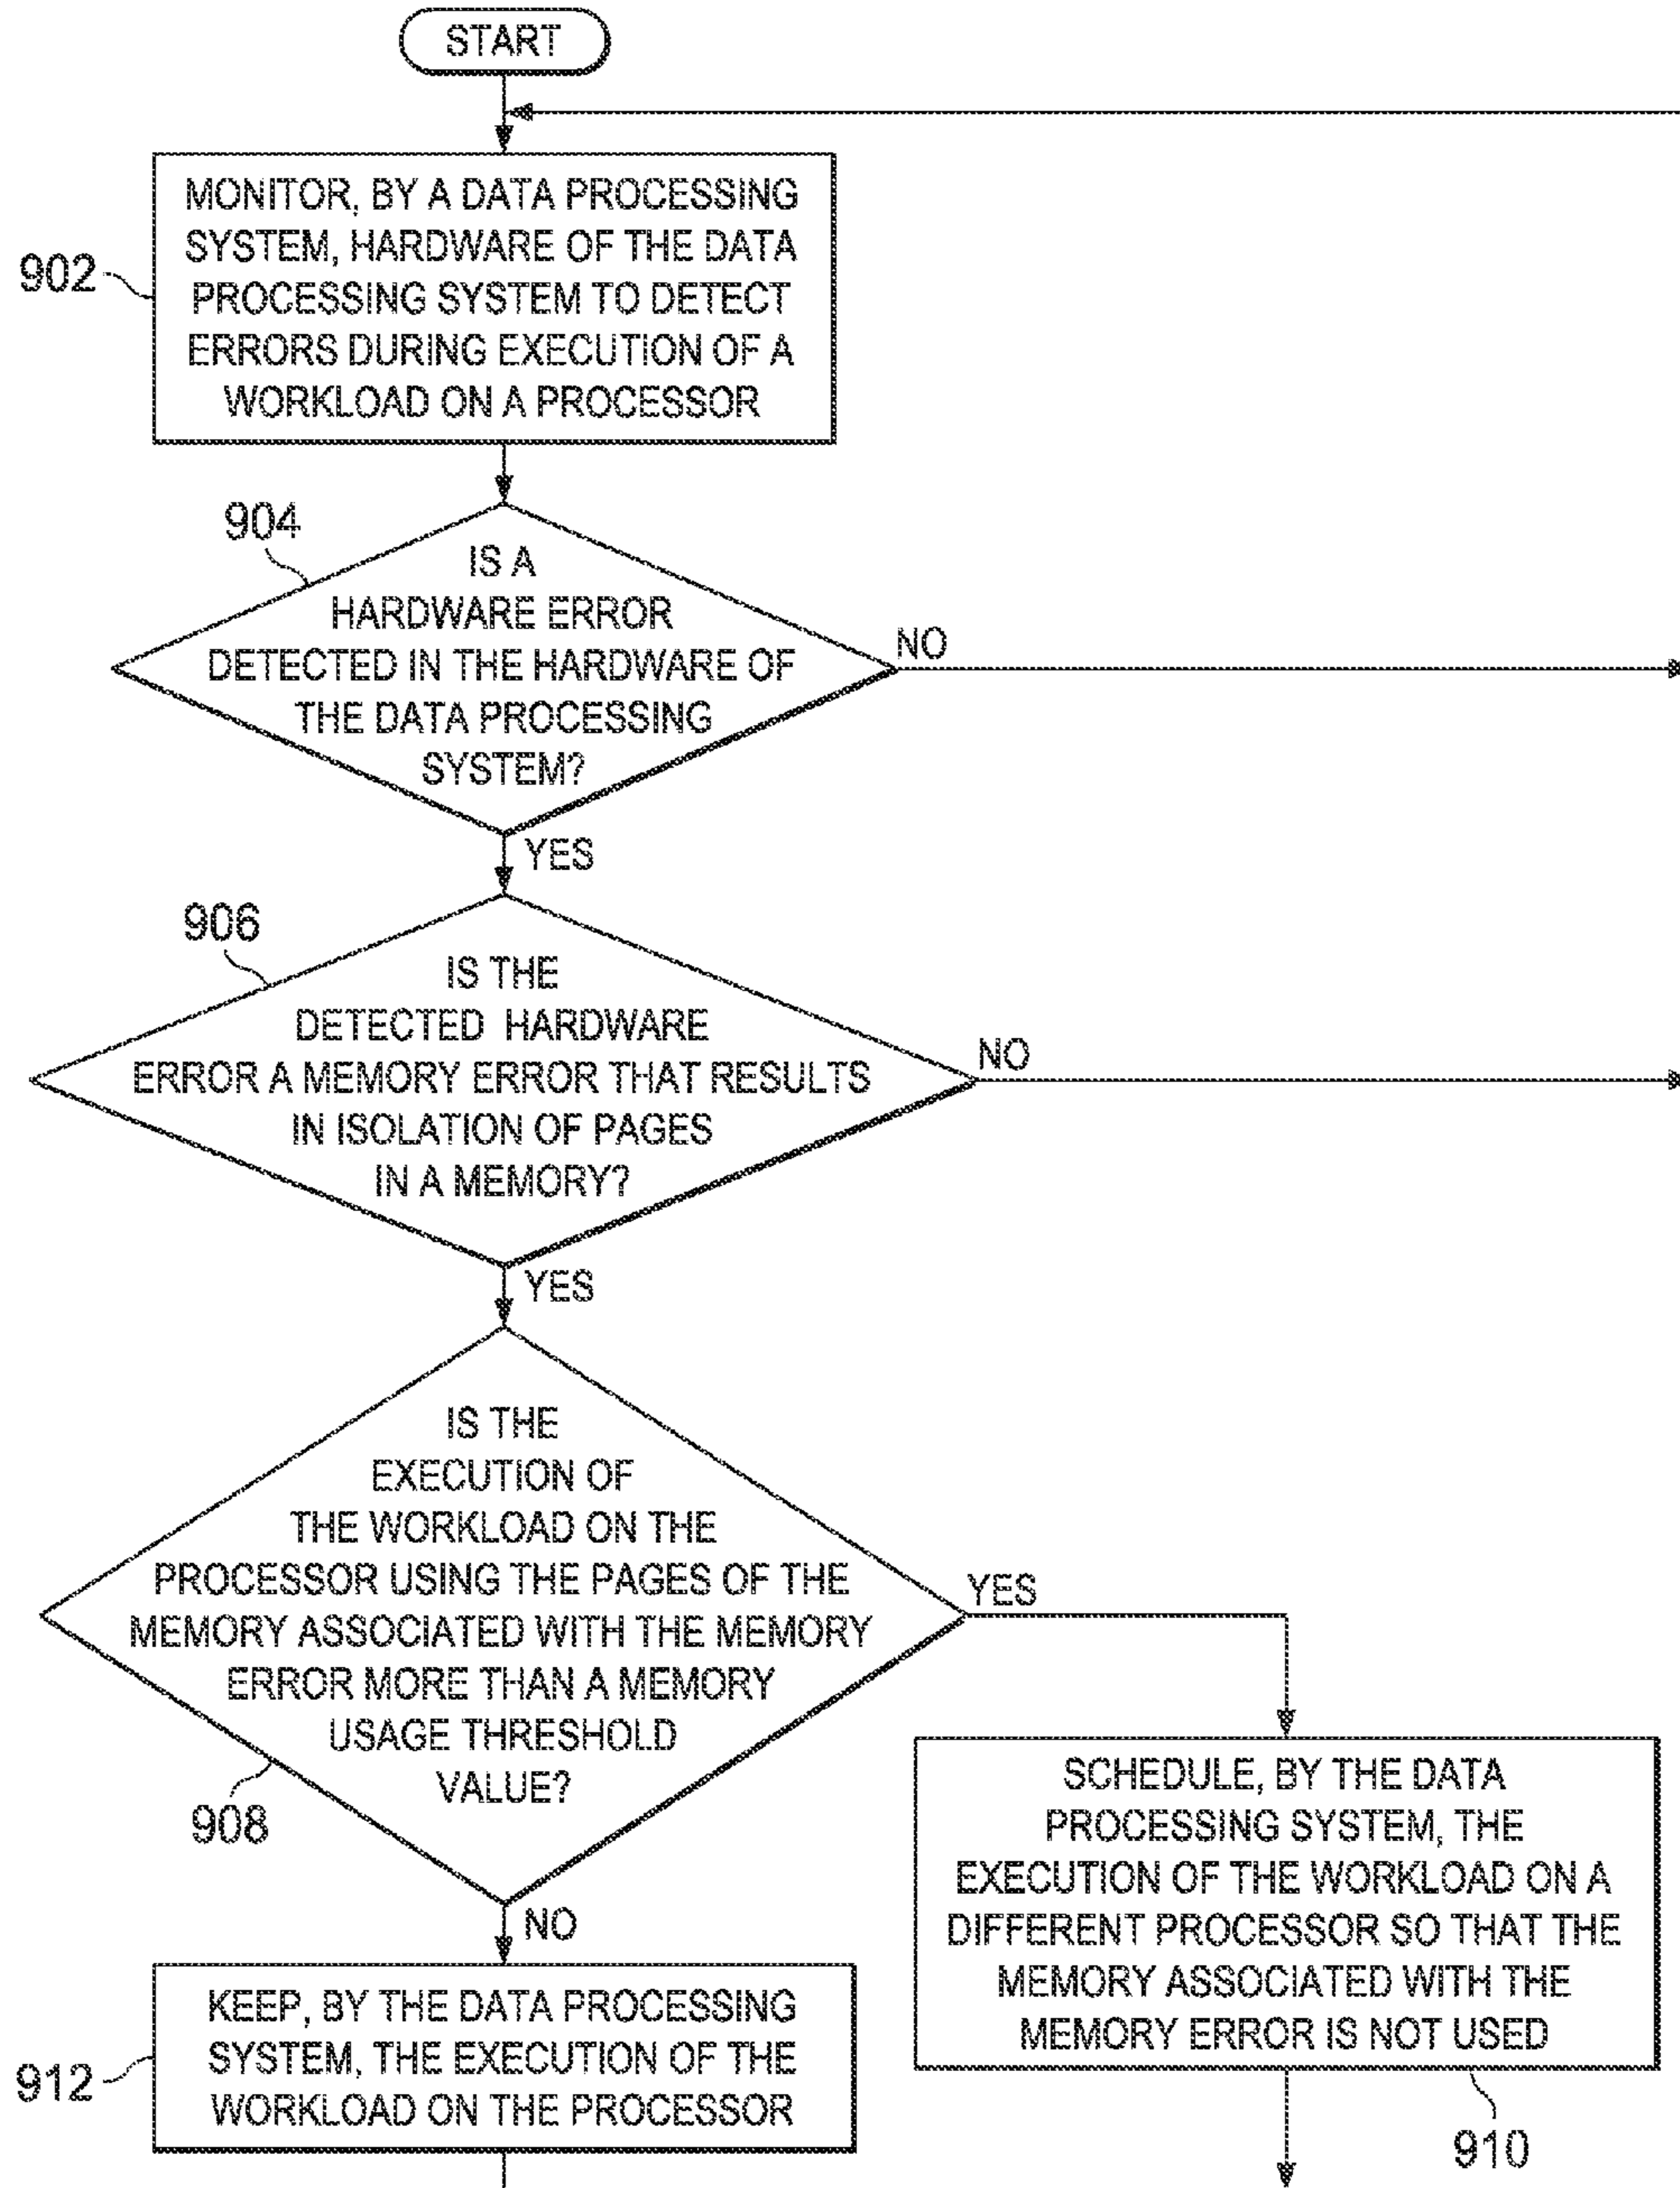 START
MONITOR, BY A DATA PROCESSING
SYSTEM, HARDWARE OF THE DATA
PROCESSING SYSTEM TO DETECT
ERRORS DURING EXECUTION OF A
WORKLOAD ON A PROCESSOR
902
904
IS A
HARDWARE ERROR
DETECTED IN THE HARDWARE OF
THE DATA PROCESSING
SYSTEM?
NO
YES
906
IS THE
DETECTED HARDWARE
ERROR A MEMORY ERROR THAT RESULTS
IN ISOLATION OF PAGES
IN A MEMORY?
NO
YES
IS THE
EXECUTION OF
THE WORKLOAD ON THE
PROCESSOR USING THE PAGES OF THE
MEMORY ASSOCIATED WITH THE MEMORY
ERROR MORE THAN A MEMORY
USAGE THRESHOLD
VALUE?
908
YES
NO
SCHEDULE, BY THE DATA
PROCESSING SYSTEM, THE
EXECUTION OF THE WORKLOAD ON A
DIFFERENT PROCESSOR SO THAT THE
MEMORY ASSOCIATED WITH THE
MEMORY ERROR IS NOT USED
910
KEEP, BY THE DATA PROCESSING
SYSTEM, THE EXECUTION OF THE
WORKLOAD ON THE PROCESSOR
912